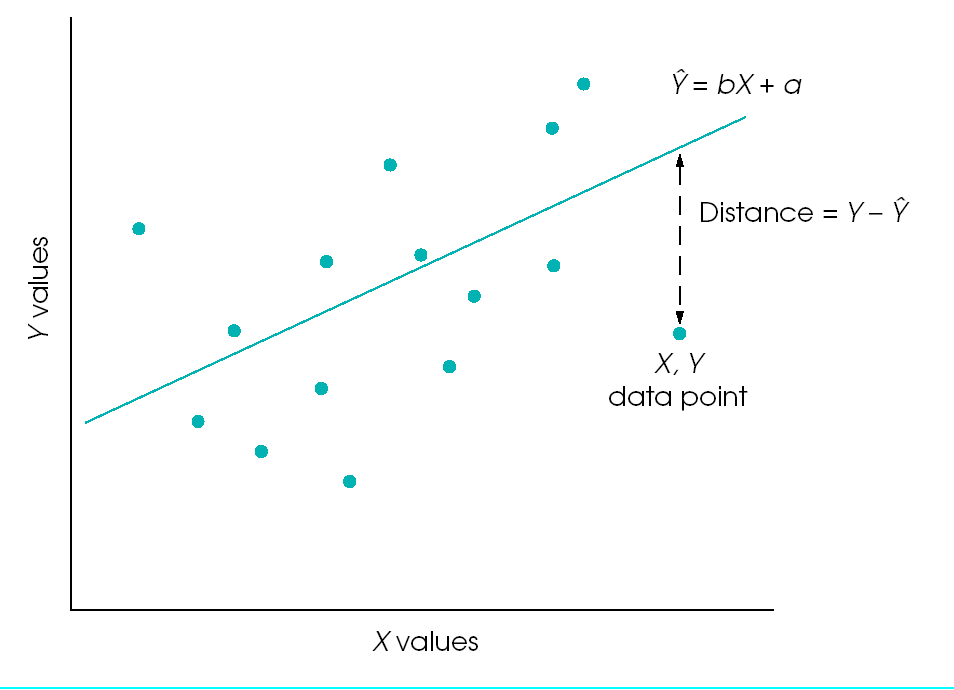 Ŷ = bX + a
Distance = Y – Ŷ
Y values
X, Y
data point
X values